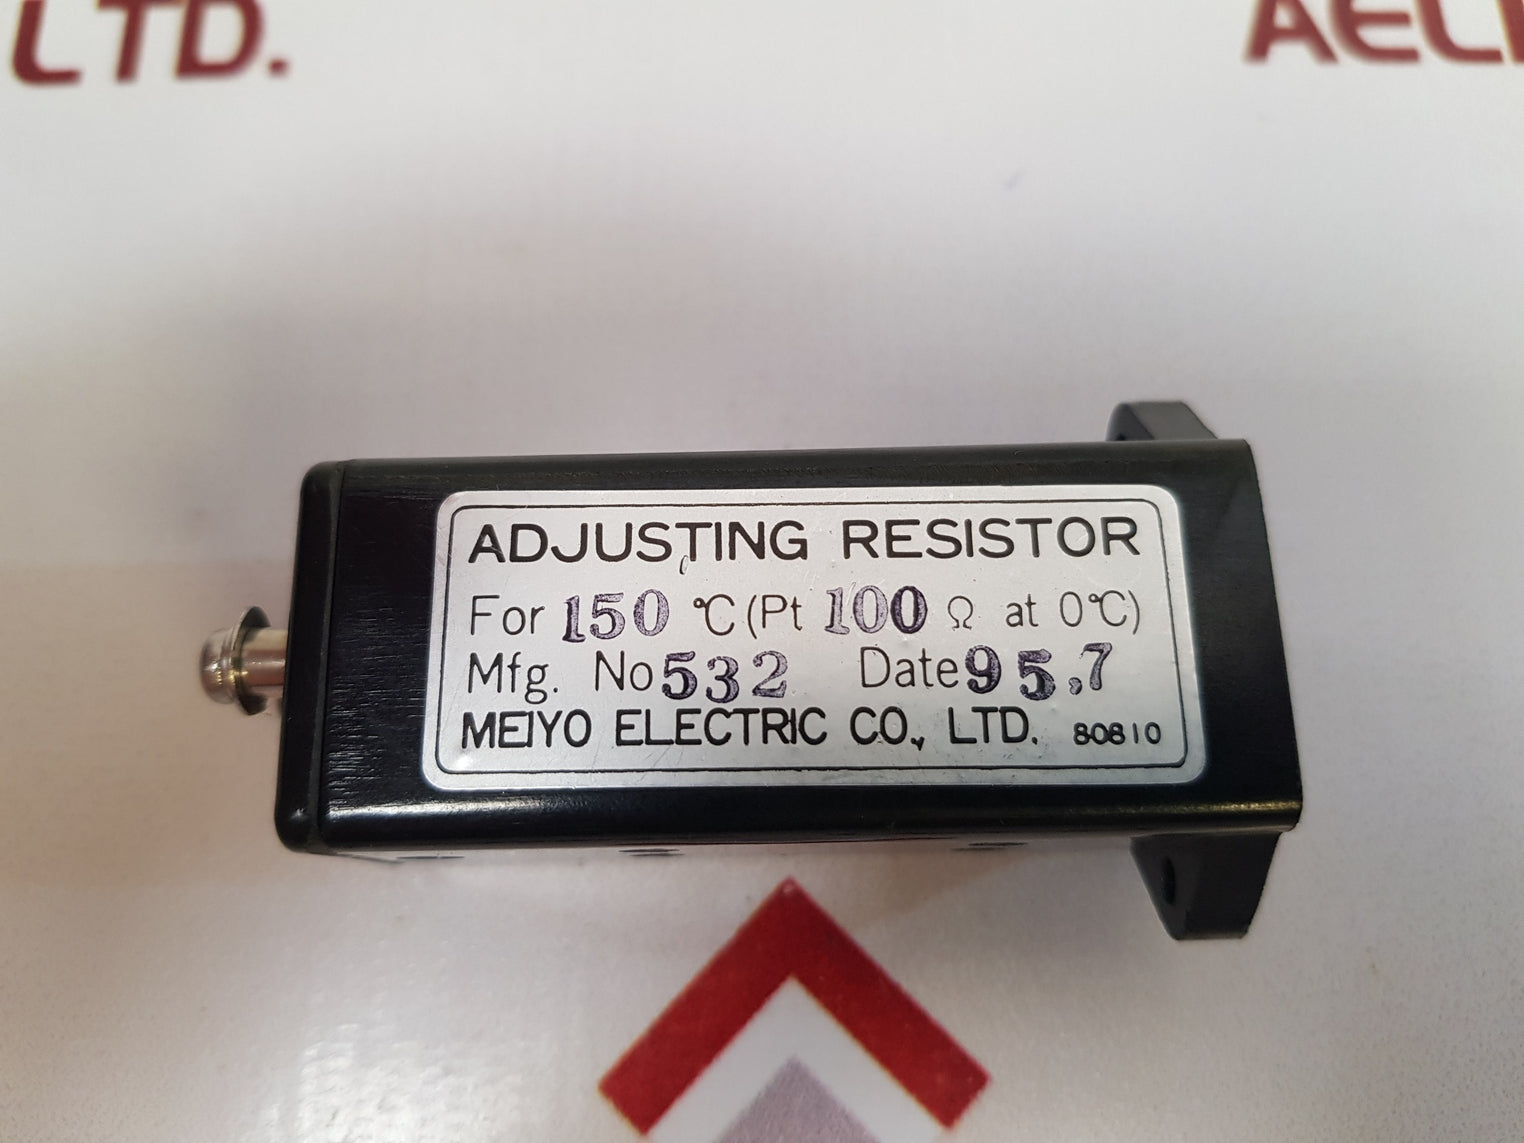 LTD.
AELI
ADJUSTING RESISTOR
For 150 ℃ (Pt 100 Ω at 0℃)
Mfg. No 532 Date 95.7
MEIYO ELECTRIC CO., LTD. 80810